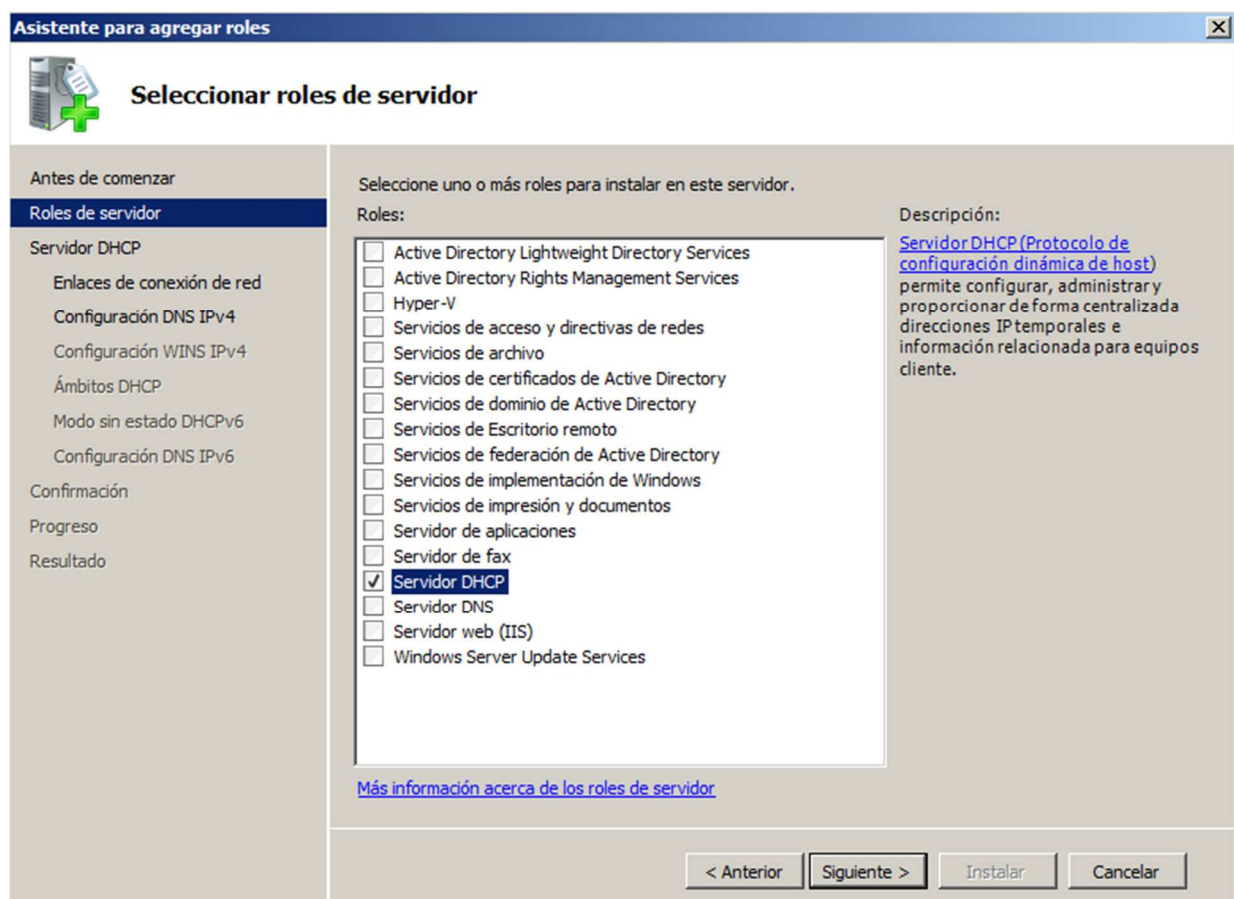 Asistente para agregar roles
Seleccionar roles de servidor
Antes de comenzar
Roles de servidor
Servidor DHCP
Enlaces de conexión de red
Configuración DNS IPv4
Configuración WINS IPv4
Ámbitos DHCP
Modo sin estado DHCPv6
Configuración DNS IPv6
Confirmación
Progreso
Resultado
Seleccione uno o más roles para instalar en este servidor.
Roles:
Active Directory Lightweight Directory Services
Active Directory Rights Management Services
Hyper-V
Servicios de acceso y directivas de redes
Servicios de archivo
Servicios de certificados de Active Directory
Servicios de dominio de Active Directory
Servicios de Escritorio remoto
Servicios de federación de Active Directory
Servicios de implementación de Windows
Servicios de impresión y documentos
Servidor de aplicaciones
Servidor de fax
Servidor DHCP
Servidor DNS
Servidor web (IIS)
Windows Server Update Services
Más información acerca de los roles de servidor
Descripción:
Servidor DHCP (Protocolo de
configuración dinámica de host)
permite configurar, administrar y
proporcionar de forma centralizada
direcciones IP temporales e
información relacionada para equipos
cliente.
< Anterior
Siguiente >
Instalar
Cancelar